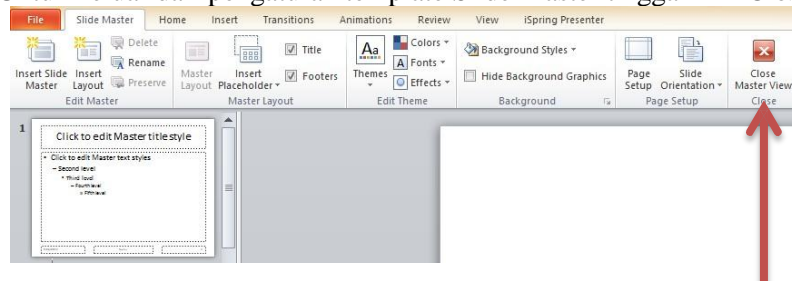 File Slide Master Home Insert Transitions Animations Review View iSpring Presenter
Insert Slide Master
Insert Layout
Delete
Rename
Preserve
Edit Master
Master Layout
Insert Placeholder
Title
Footers
Master Layout
Themes
Colors
Fonts
Effects
Edit Theme
Background Styles
Hide Background Graphics
Background
Page Setup
Slide Orientation
Page Setup
Close Master View
Close
1
Click to edit Master title style
• Click to edit Master text styles
– Second level
• Third level
– Fourth level
» Fifth level